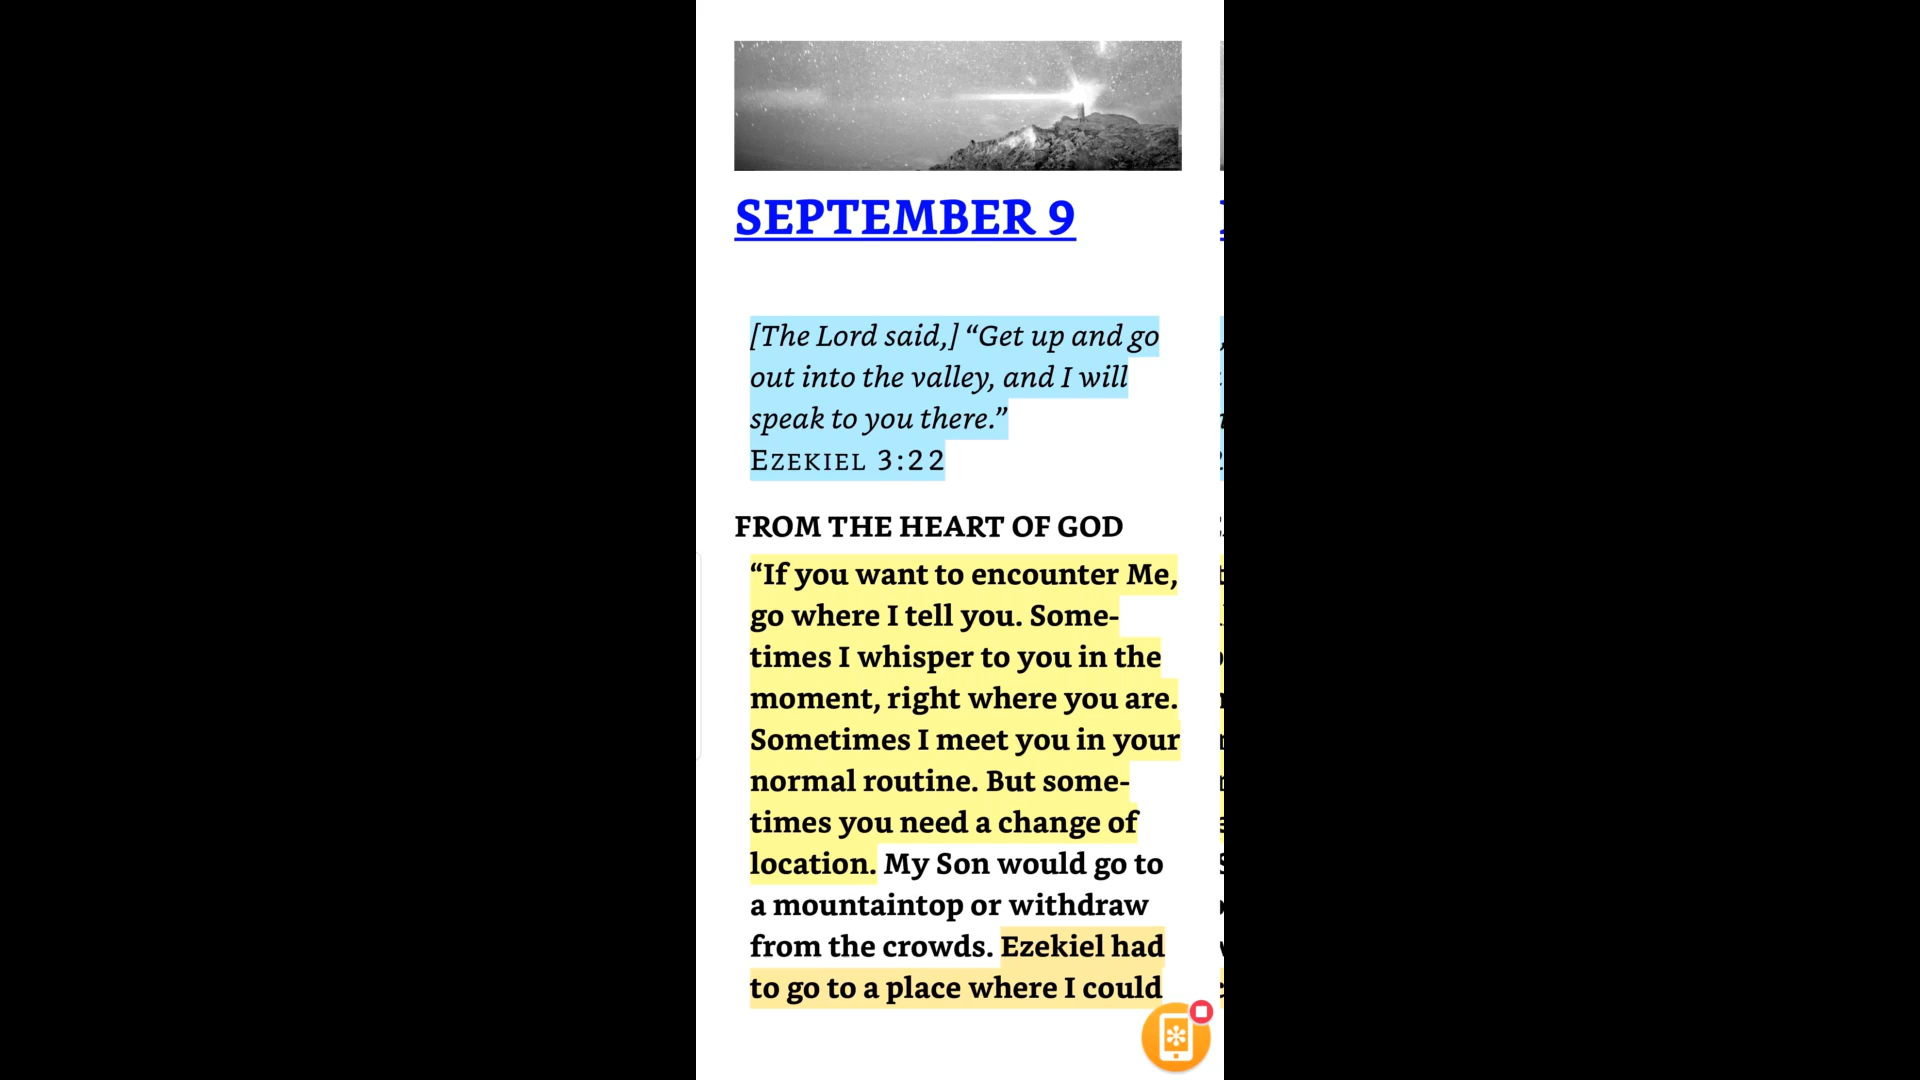 SEPTEMBER 9
[The Lord said,] “Get up and go
out into the valley, and I will
speak to you there.”
EZEKIEL 3:22
FROM THE HEART OF GOD
“If you want to encounter Me,
go where I tell you. Some-
times I whisper to you in the
moment, right where you are.
Sometimes I meet you in your
normal routine. But some-
times you need a change of
location. My Son would go to
a mountaintop or withdraw
from the crowds. Ezekiel had
to go to a place where I could